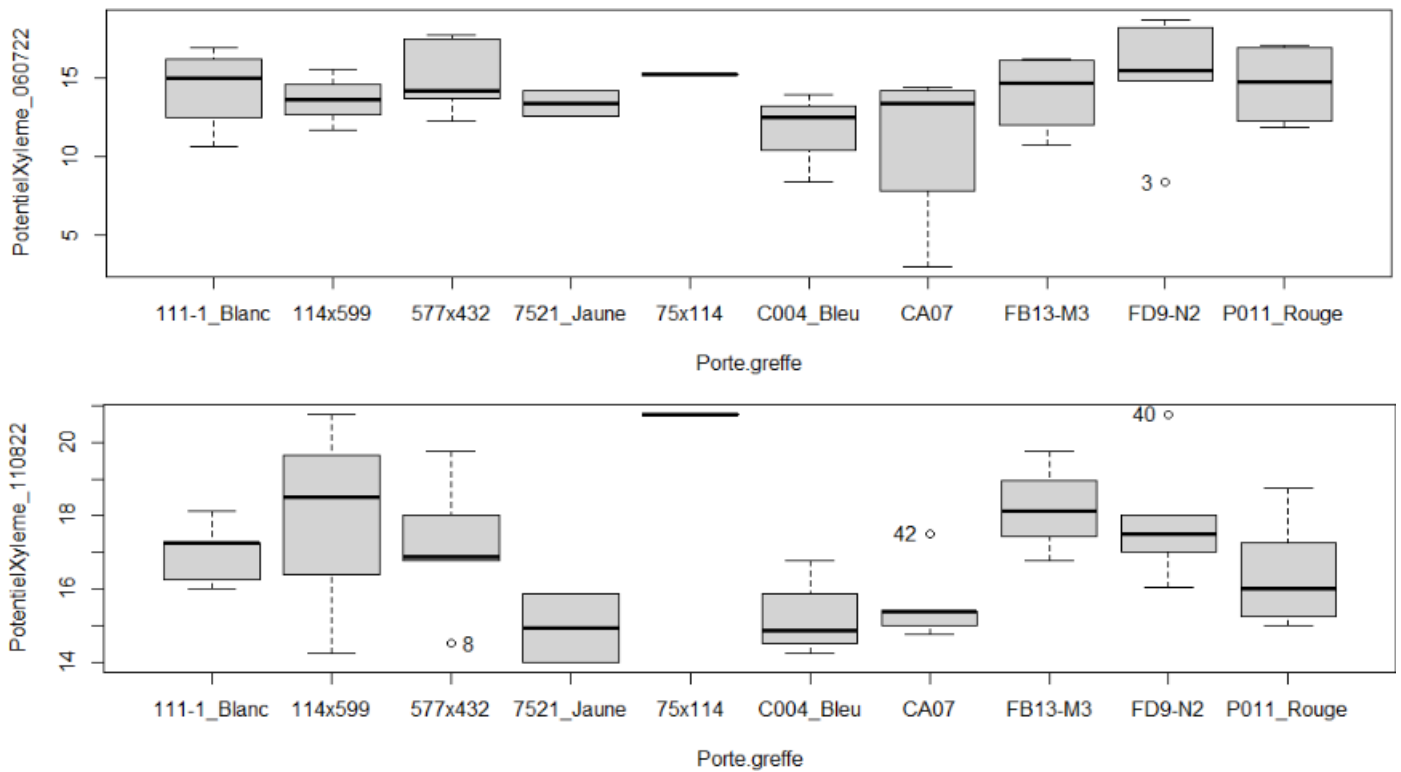 PotentielXyleme_060722
15
10
5
3
111-1_Blanc 114x599 577x432 7521_Jaune 75x114 C004_Bleu CA07 FB13-M3 FD9-N2 P011_Rouge
Porte.greffe
PotentielXyleme_110822
20
18
16
14
40
42
8
111-1_Blanc 114x599 577x432 7521_Jaune 75x114 C004_Bleu CA07 FB13-M3 FD9-N2 P011_Rouge
Porte.greffe